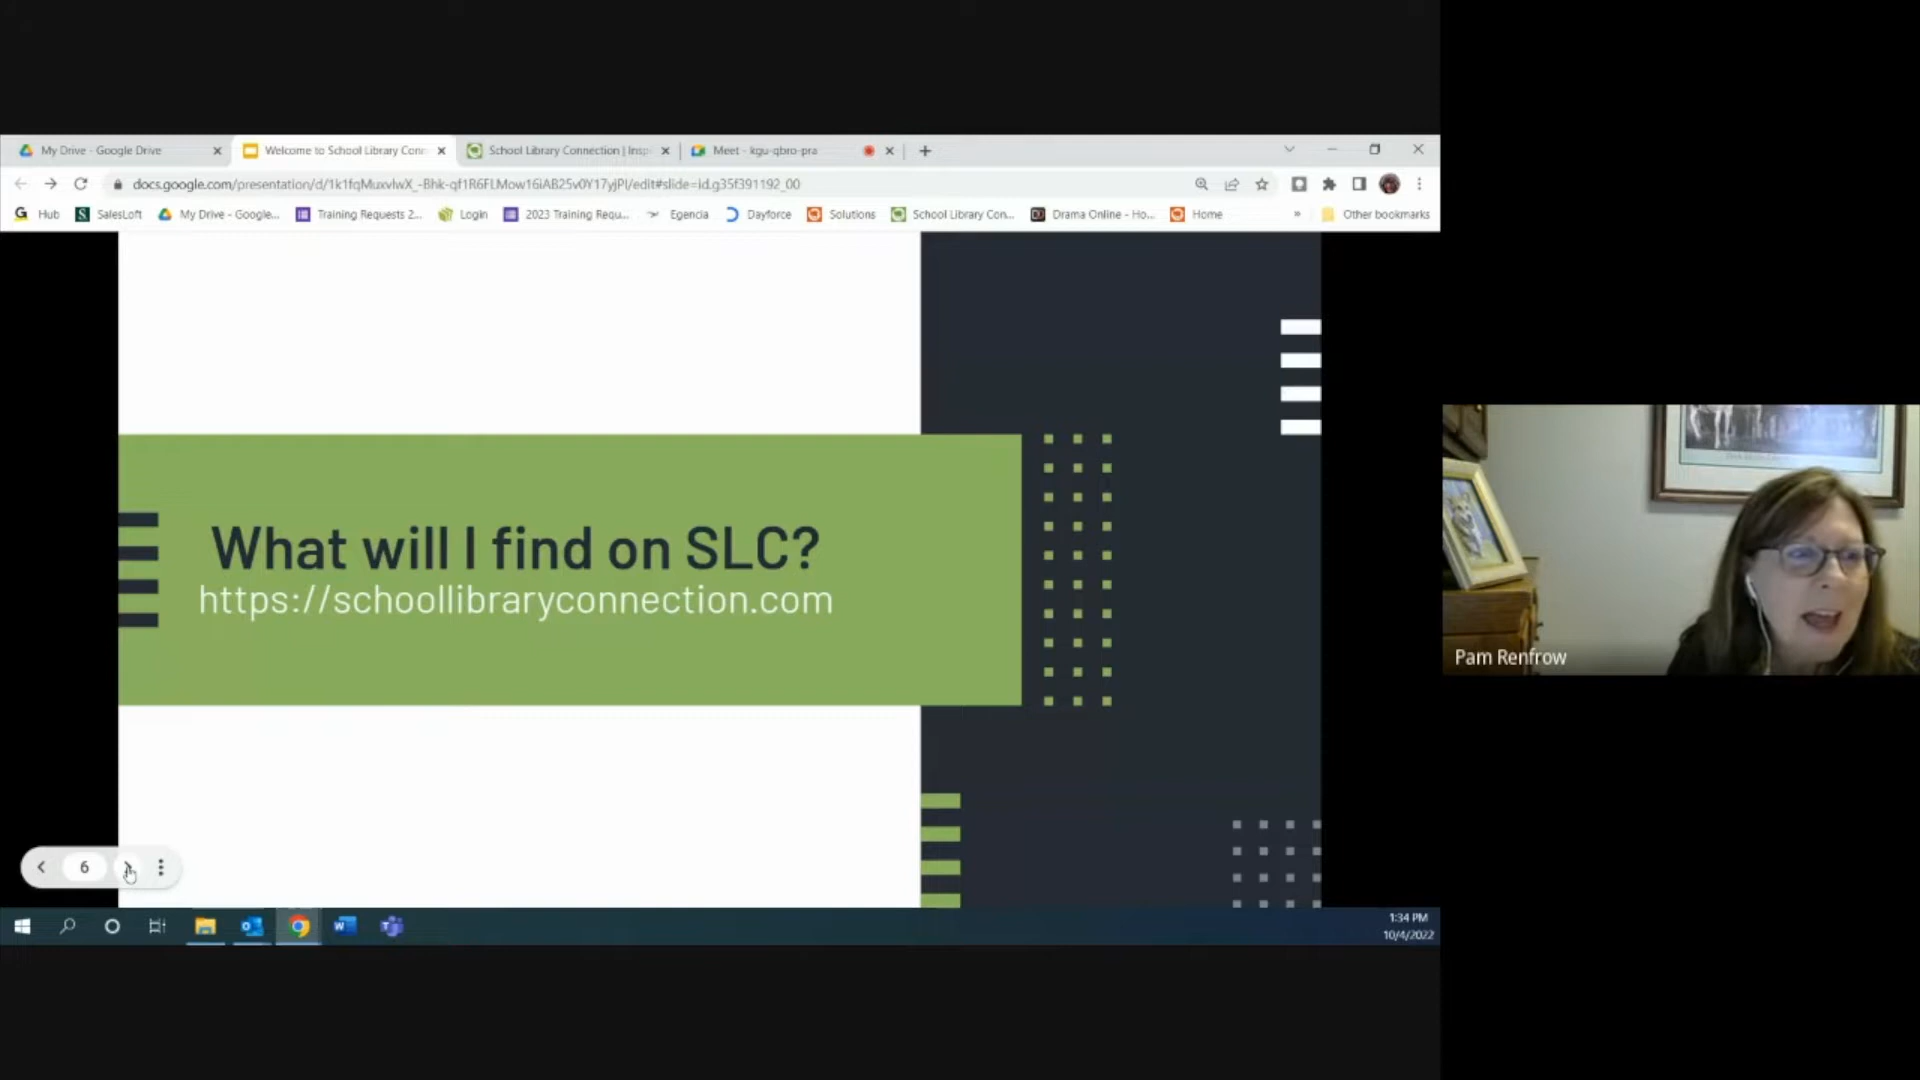 My Drive - Google Drive
Welcome to School Library Conn
School Library Connection | Insp
Meet - kgu-qbro-pra
docs.google.com/presentation/d/1k1fqMuxvlwX_-Bhk-qf1R6FLMow16iAB25v0Y17yjPI/edit#slide=id.g35f391192_00
Hub
SalesLoft
My Drive - Google...
Training Requests 2...
Login
2023 Training Requ...
Egencia
Dayforce
Solutions
School Library Con...
Drama Online - Ho...
Home
Other bookmarks
What will I find on SLC?
https://schoollibraryconnection.com
Pam Renfrow
6
1:34 PM
10/4/2022